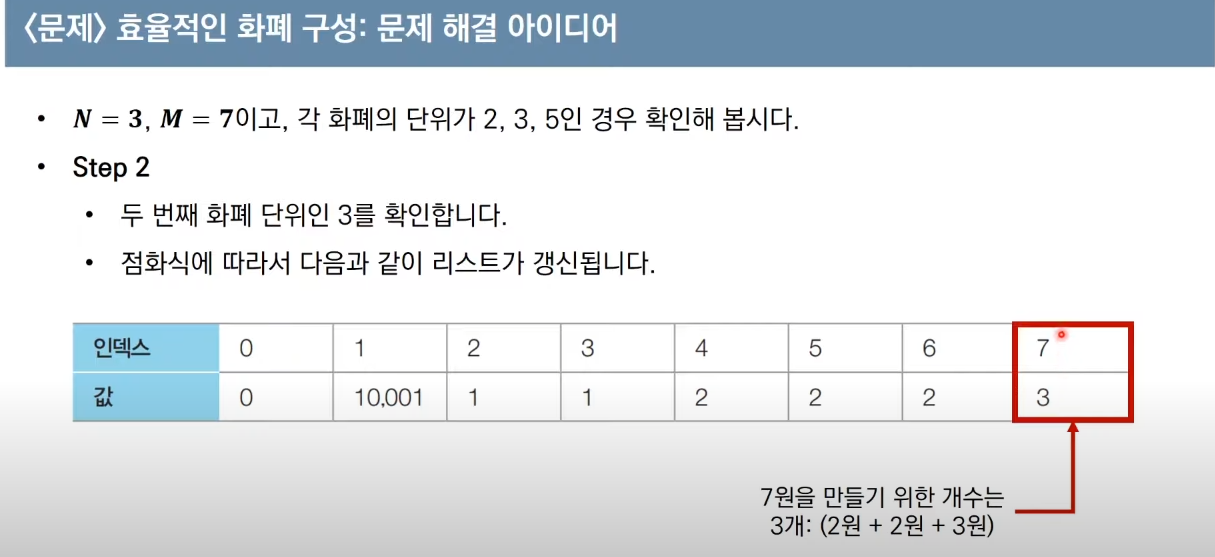 <문제> 효율적인 화폐 구성: 문제 해결 아이디어
• N = 3, M = 7이고, 각 화폐의 단위가 2, 3, 5인 경우 확인해 봅시다.
• Step 2
• 두 번째 화폐 단위인 3를 확인합니다.
• 점화식에 따라서 다음과 같이 리스트가 갱신됩니다.
인덱스 0 1 2 3 4 5 6 7
값 0 10,001 1 1 2 2 2 3
7원을 만들기 위한 개수는
3개: (2원 + 2원 + 3원)